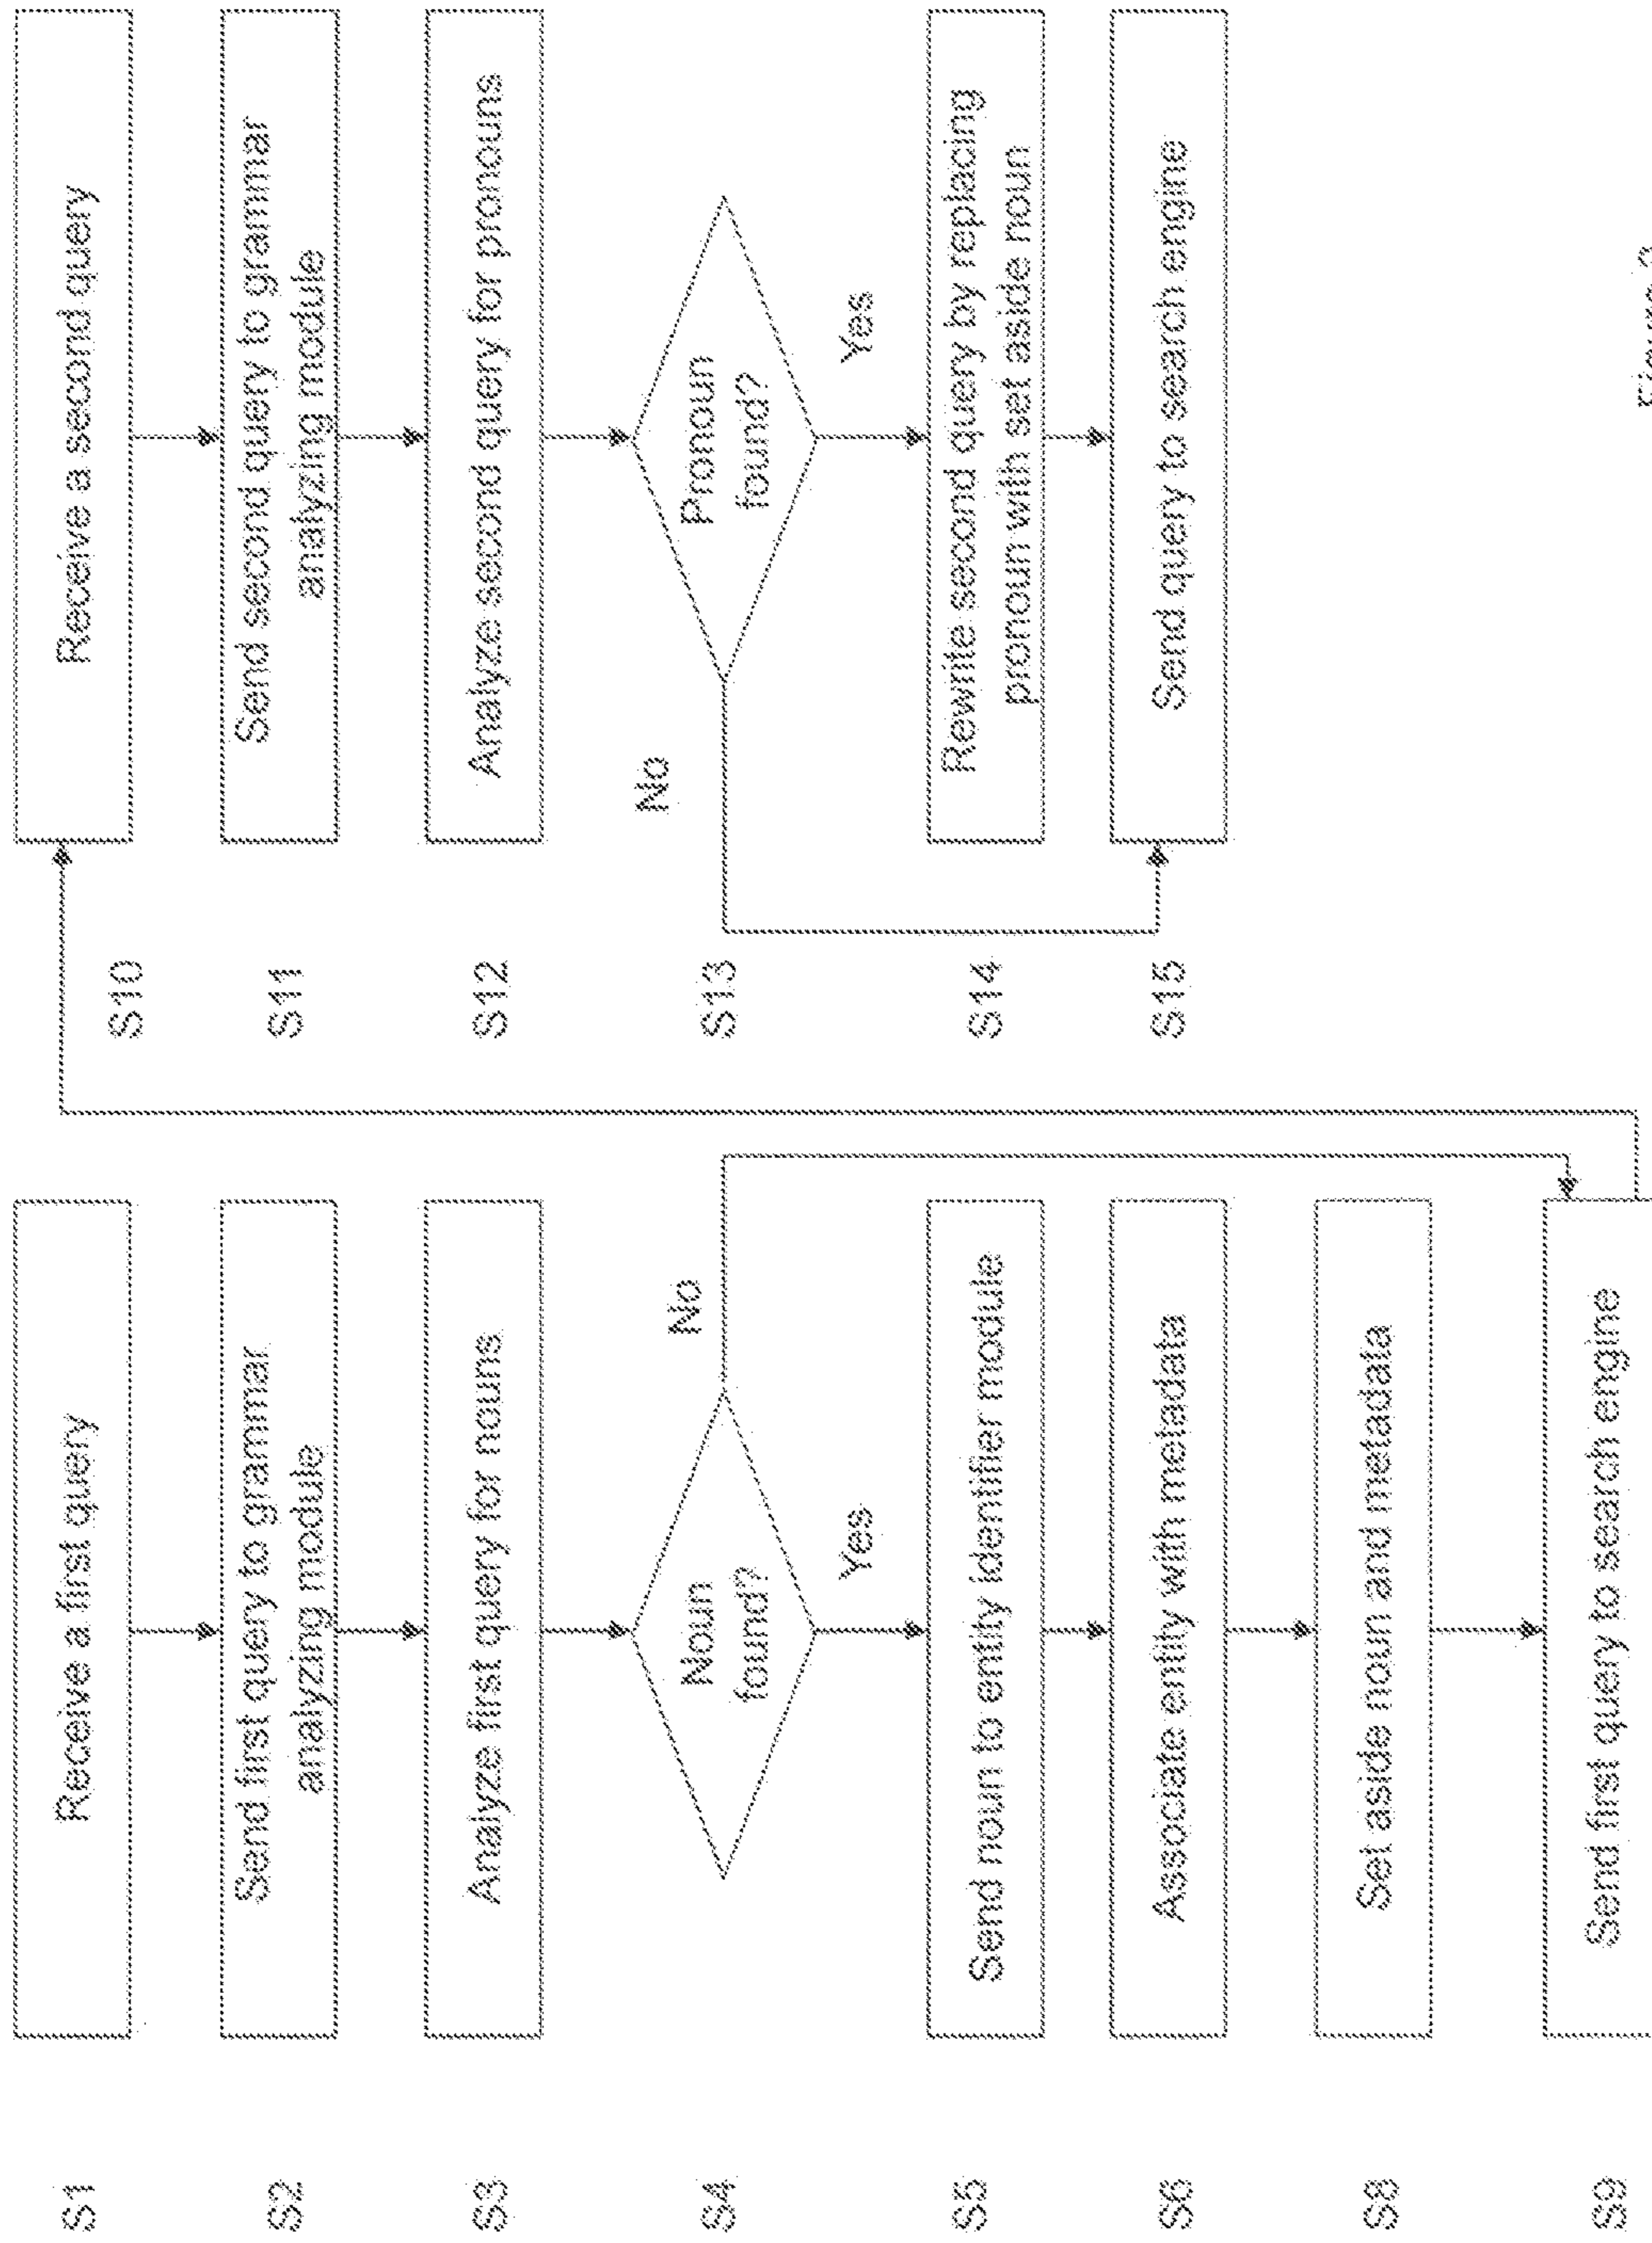 S1
Receive a first query
S2
Send first query to grammar
analyzing module
S3
Analyze first query for nouns
S4
Noun
found?
No
Yes
S5
Send noun to entity identifier module
S6
Associate entity with metadata
S8
Set aside noun and metadata
S9
Send first query to search engine
S10
Receive a second query
S11
Send second query to grammar
analyzing module
S12
Analyze second query for pronouns
S13
Pronoun
found?
No
Yes
S14
Rewrite second query by replacing
pronoun with set aside noun
S15
Send query to search engine